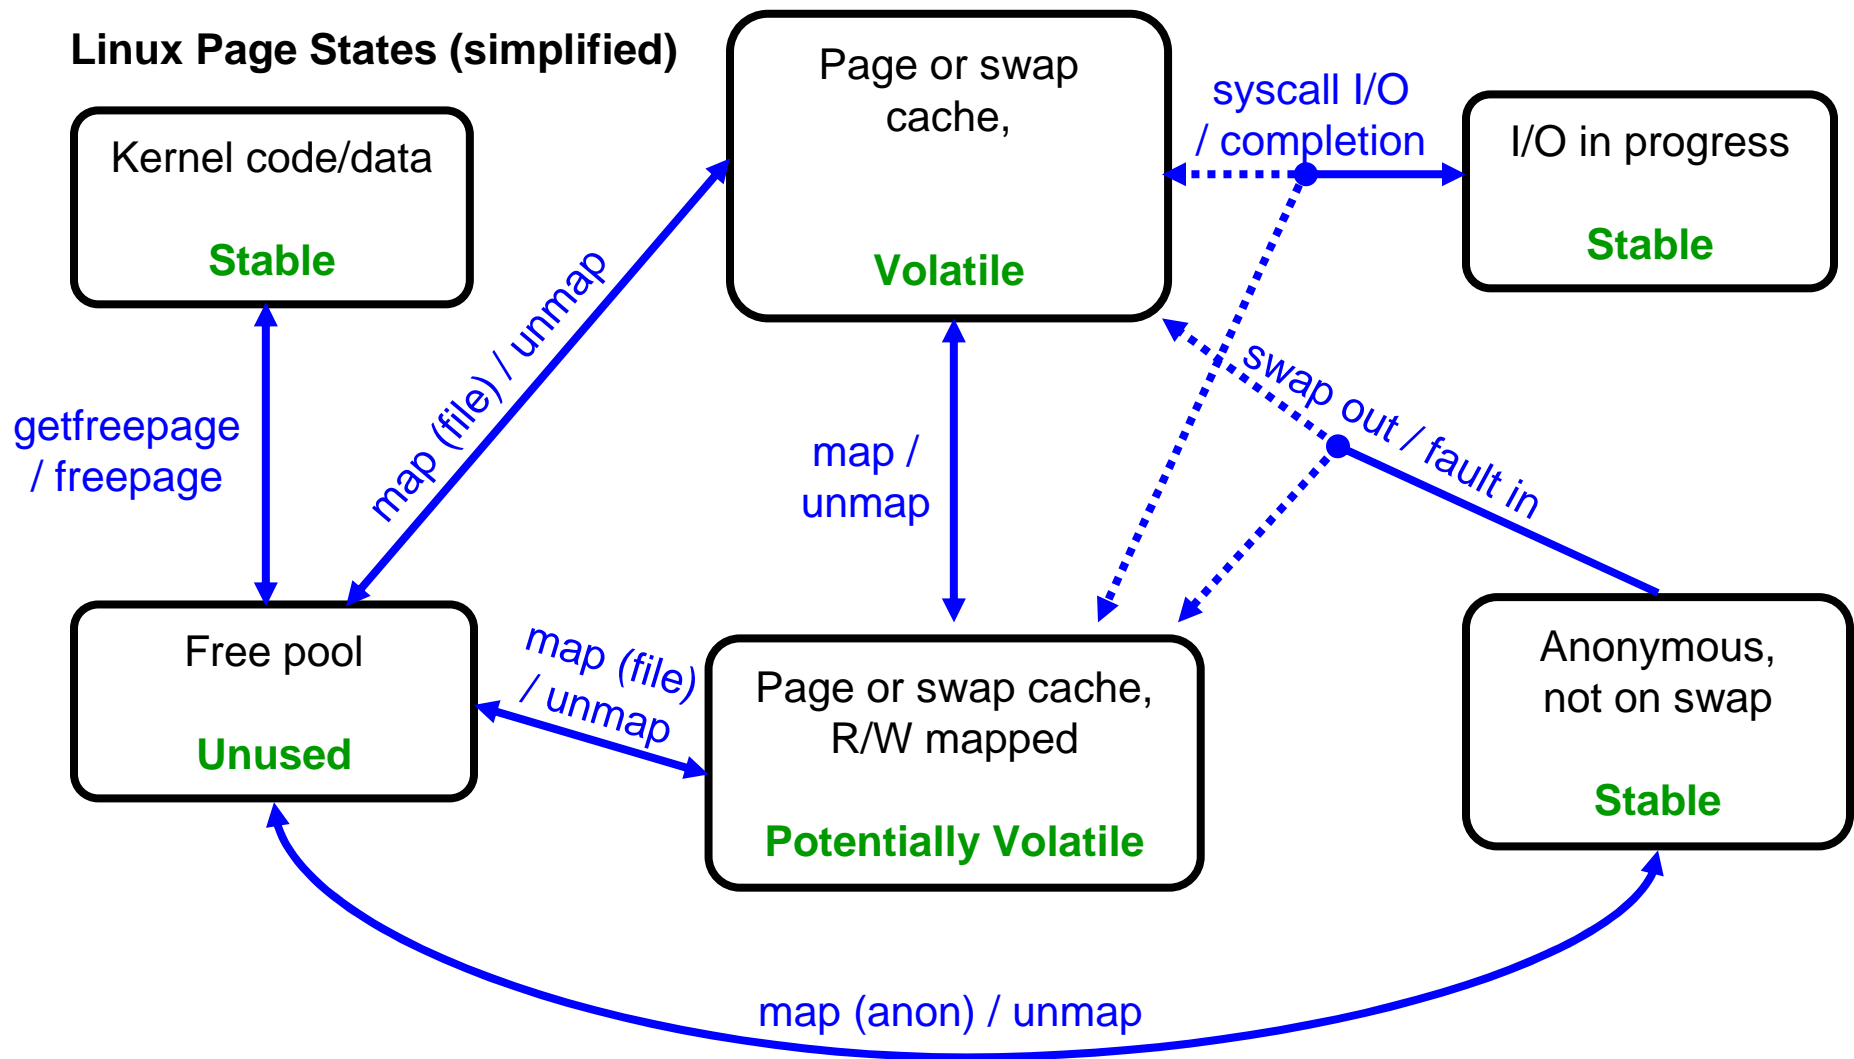 Linux Page States (simplified)
Page or swap
cache,
Volatile
syscall I/O
/ completion
I/O in progress
Stable
Kernel code/data
Stable
getfreepage
/ freepage
map (file) / unmap
map /
unmap
swap out / fault in
Free pool
Unused
map (file)
/ unmap
Page or swap cache,
R/W mapped
Potentially Volatile
Anonymous,
not on swap
Stable
map (anon) / unmap